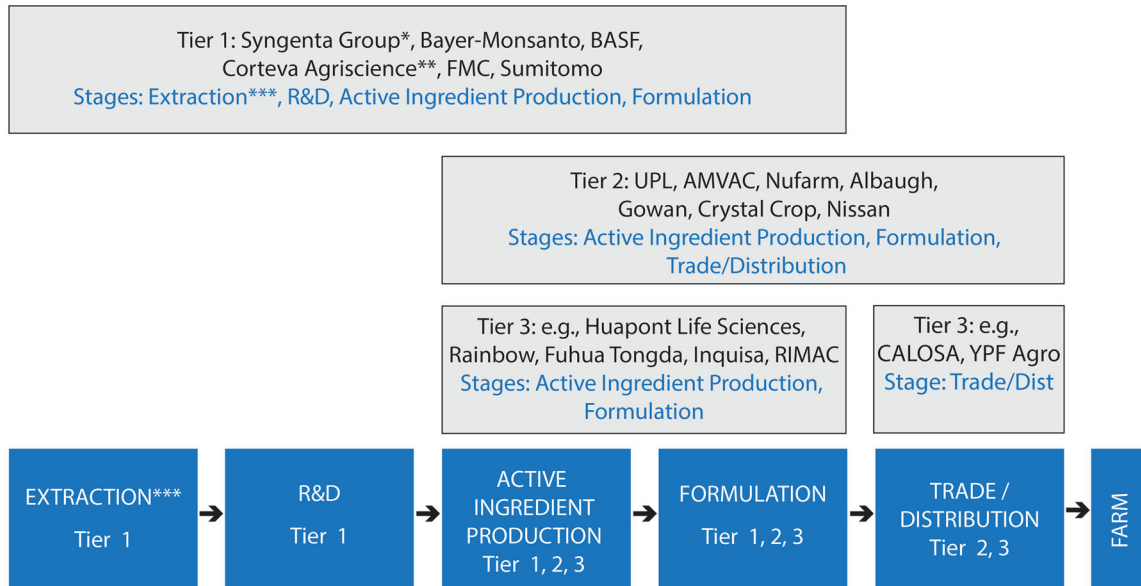 Tier 1: Syngenta Group*, Bayer-Monsanto, BASF,
Corteva Agriscience**, FMC, Sumitomo
Stages: Extraction***, R&D, Active Ingredient Production, Formulation
Tier 2: UPL, AMVAC, Nufarm, Albaugh,
Gowan, Crystal Crop, Nissan
Stages: Active Ingredient Production, Formulation,
Trade/Distribution
Tier 3: e.g., Huapont Life Sciences,
Rainbow, Fuhua Tongda, Inquisa, RIMAC
Stages: Active Ingredient Production,
Formulation
Tier 3: e.g.,
CALOSA, YPF Agro
Stage: Trade/Dist
EXTRACTION***
Tier 1
R&D
Tier 1
ACTIVE
INGREDIENT
PRODUCTION
Tier 1, 2, 3
FORMULATION
Tier 1, 2, 3
TRADE /
DISTRIBUTION
Tier 2, 3
FARM